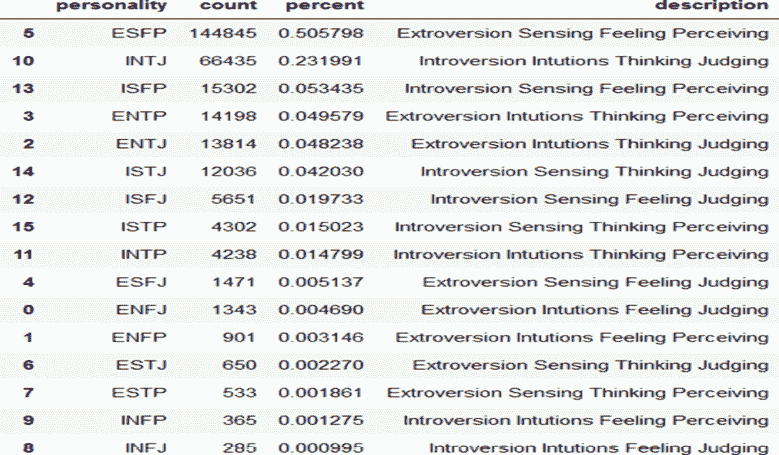 personality count percent description
5 ESFP 144845 0.505798 Extroversion Sensing Feeling Perceiving
10 INTJ 66435 0.231991 Introversion Intutions Thinking Judging
13 ISFP 15302 0.053435 Introversion Sensing Feeling Perceiving
3 ENTP 14198 0.049579 Extroversion Intutions Thinking Perceiving
2 ENTJ 13814 0.048238 Extroversion Intutions Thinking Judging
14 ISTJ 12036 0.042030 Introversion Sensing Thinking Judging
12 ISFJ 5651 0.019733 Introversion Sensing Feeling Judging
15 ISTP 4302 0.015023 Introversion Sensing Thinking Perceiving
11 INTP 4238 0.014799 Introversion Intutions Thinking Perceiving
4 ESFJ 1471 0.005137 Extroversion Sensing Feeling Judging
0 ENFJ 1343 0.004690 Extroversion Intutions Feeling Judging
1 ENFP 901 0.003146 Extroversion Intutions Feeling Perceiving
6 ESTJ 650 0.002270 Extroversion Sensing Thinking Judging
7 ESTP 533 0.001861 Extroversion Sensing Thinking Perceiving
9 INFP 365 0.001275 Introversion Intutions Feeling Perceiving
8 INFJ 285 0.000995 Introversion Intutions Feeling Judging